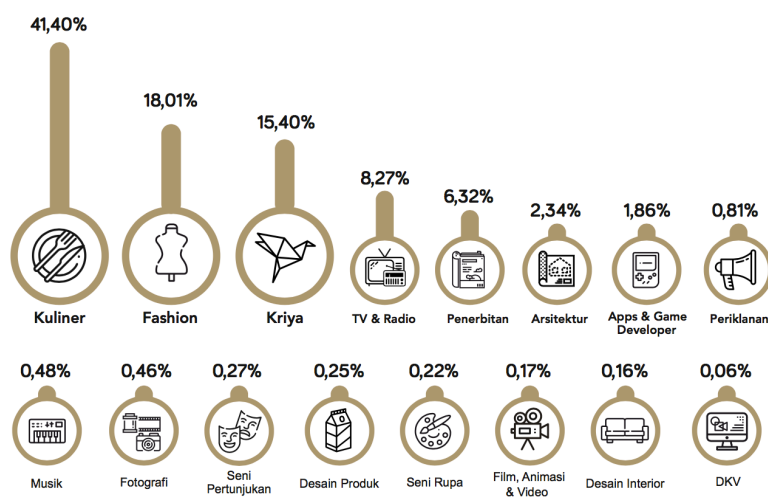 41,40%
18,01%
15,40%
8,27%
6,32%
2,34%
1,86%
0,81%
Kuliner
Fashion
Kriya
TV & Radio
Penerbitan
Arsitektur
Apps & Game
Developer
Periklanan
0,48%
0,46%
0,27%
0,25%
0,22%
0,17%
0,16%
0,06%
Musik
Fotografi
Seni
Pertunjukan
Desain Produk
Seni Rupa
Film, Animasi
& Video
Desain Interior
DKV